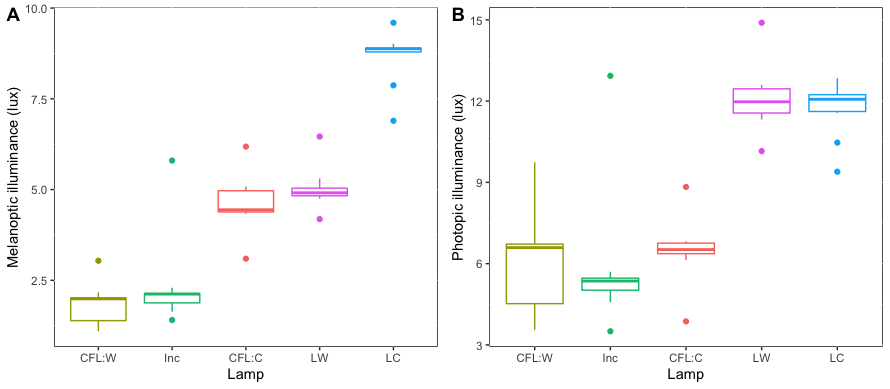 A
Melanoptic illuminance (lux)
10.0
7.5
5.0
2.5
CFL:W Inc CFL:C LW LC
Lamp
B
Photopic illuminance (lux)
15
12
9
6
3
CFL:W Inc CFL:C LW LC
Lamp